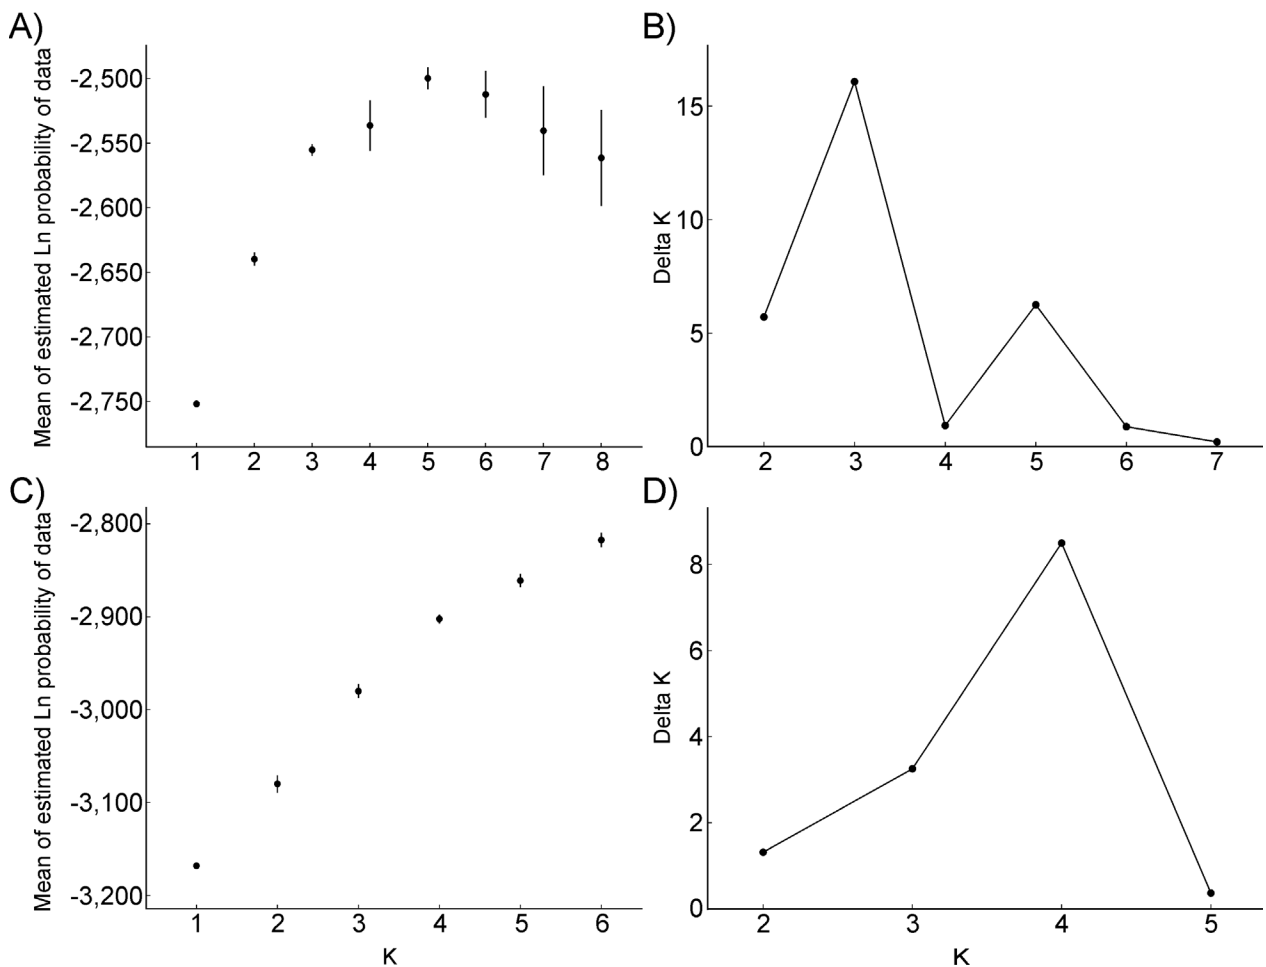 A)
Mean of estimated Ln probability of data
-2,500
-2,550
-2,600
-2,650
-2,700
-2,750
1 2 3 4 5 6 7 8
B)
Delta K
15
10
5
0
2 3 4 5 6 7
C)
Mean of estimated Ln probability of data
-2,800
-2,900
-3,000
-3,100
-3,200
1 2 3 4 5 6
K
D)
Delta K
8
6
4
2
0
2 3 4 5
K